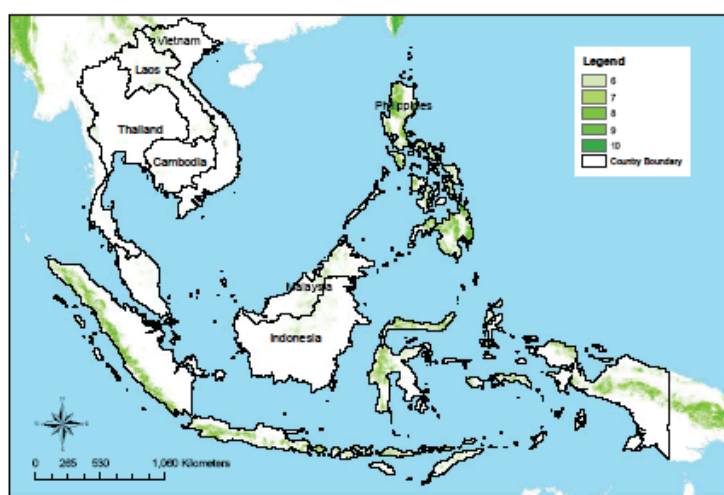 Vietnam
Laos
Thailand
Cambodia
Philippines
Malaysia
Indonesia
Legend
6
7
8
9
10
Country Boundary
0 265 530 1,060 Kilometers